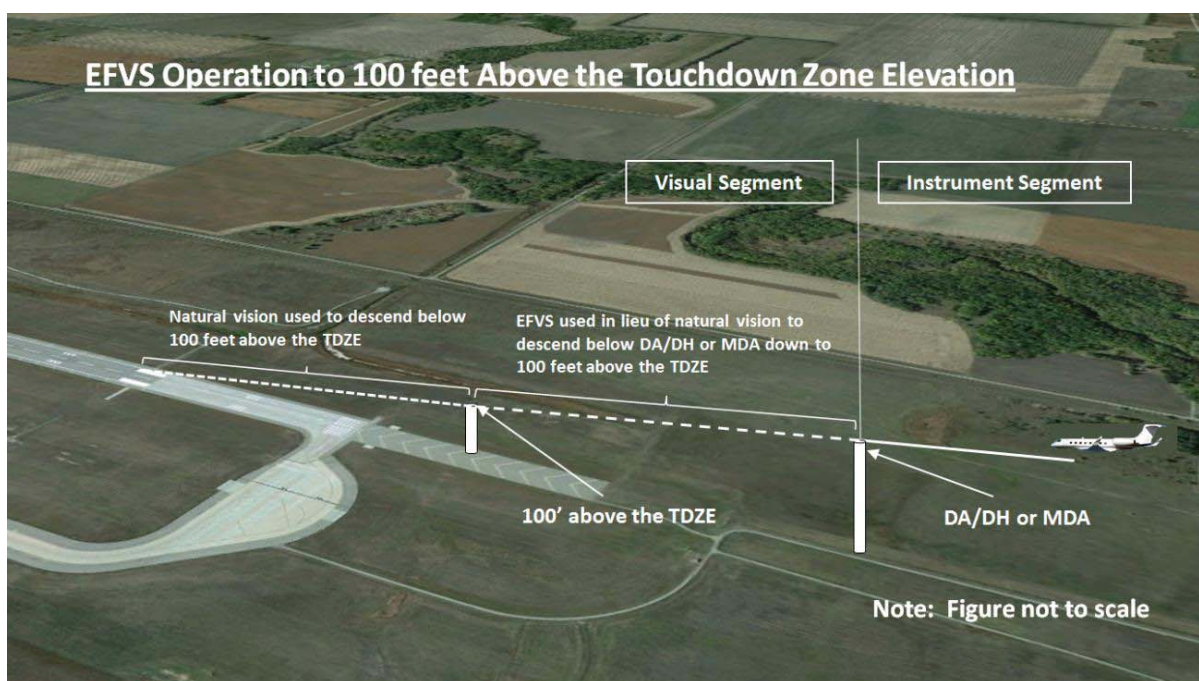 EFVS Operation to 100 feet Above the Touchdown Zone Elevation
Visual Segment
Instrument Segment
Natural vision used to descend below
100 feet above the TDZE
EFVS used in lieu of natural vision to
descend below DA/DH or MDA down to
100 feet above the TDZE
100' above the TDZE
DA/DH or MDA
Note: Figure not to scale